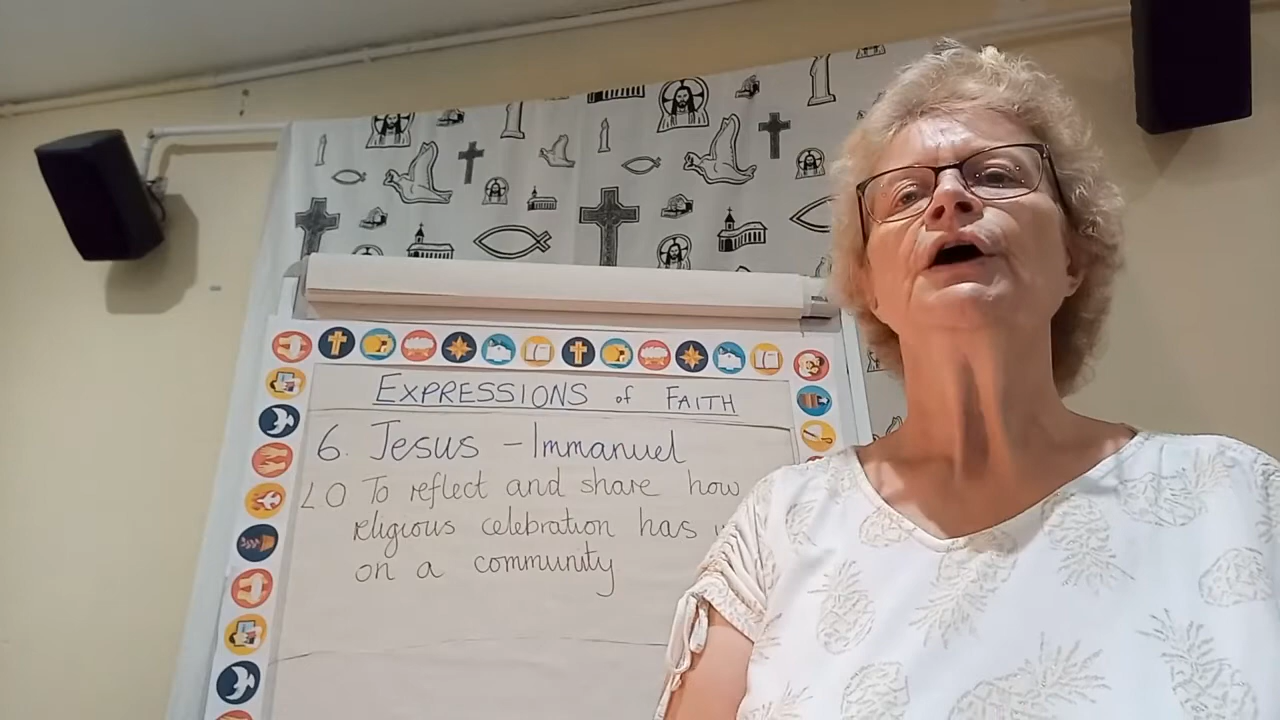 EXPRESSIONS of FAITH
6. Jesus - Immanuel
LO To reflect and share how
religious celebration has
on a community